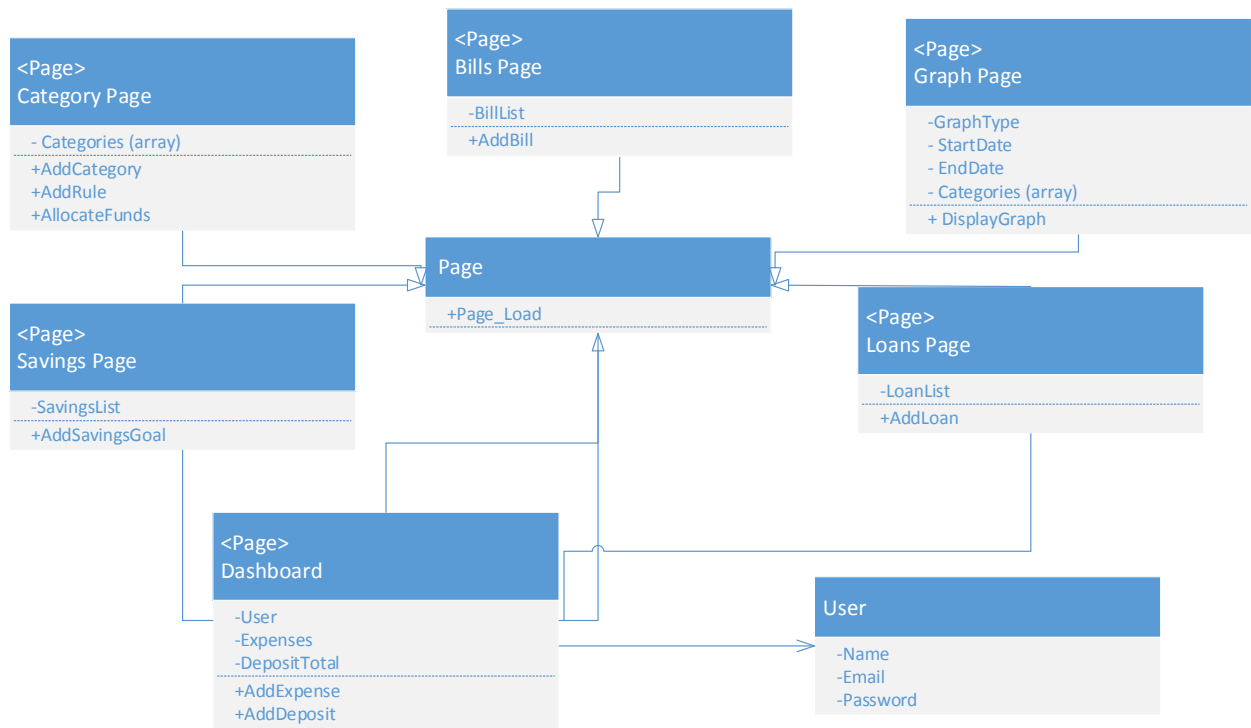 <Page>
Category Page
- Categories (array)
+AddCategory
+AddRule
+AllocateFunds
<Page>
Bills Page
-BillList
+AddBill
<Page>
Graph Page
-GraphType
- StartDate
- EndDate
- Categories (array)
+ DisplayGraph
Page
+Page_Load
<Page>
Savings Page
-SavingsList
+AddSavingsGoal
<Page>
Loans Page
-LoanList
+AddLoan
<Page>
Dashboard
-User
-Expenses
-DepositTotal
+AddExpense
+AddDeposit
User
-Name
-Email
-Password